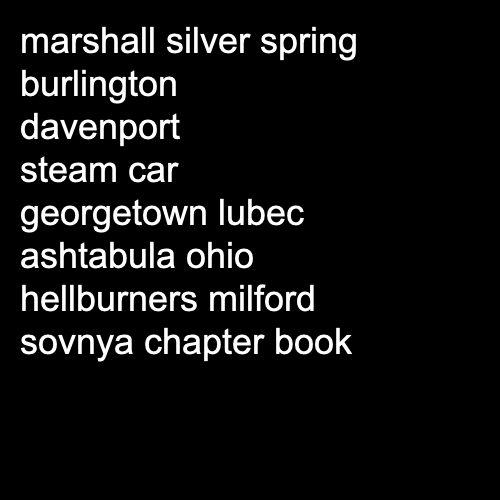 marshall silver spring
burlington
davenport
steam car
georgetown lubec
ashtabula ohio
hellburners milford
sovnya chapter book